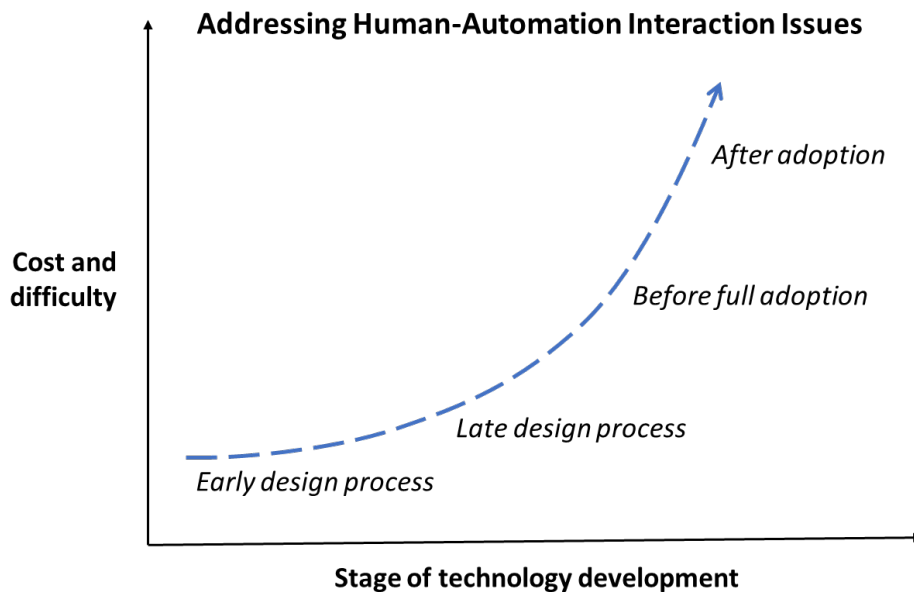 Addressing Human-Automation Interaction Issues
After adoption
Cost and
difficulty
Before full adoption
Late design process
Early design process
Stage of technology development